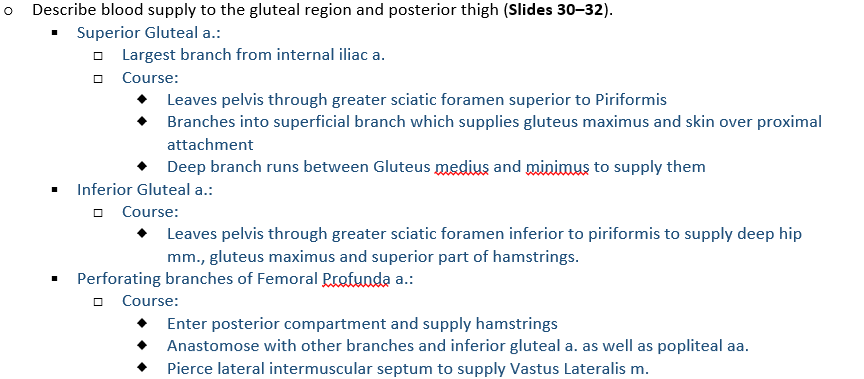 Describe blood supply to the gluteal region and posterior thigh (Slides 30–32).
Superior Gluteal a.:
Largest branch from internal iliac a.
Course:
Leaves pelvis through greater sciatic foramen superior to Piriformis
Branches into superficial branch which supplies gluteus maximus and skin over proximal
attachment
Deep branch runs between Gluteus medius and minimus to supply them
Inferior Gluteal a.:
Course:
Leaves pelvis through greater sciatic foramen inferior to piriformis to supply deep hip
mm., gluteus maximus and superior part of hamstrings.
Perforating branches of Femoral Profunda a.:
Course:
Enter posterior compartment and supply hamstrings
Anastomose with other branches and inferior gluteal a. as well as popliteal aa.
Pierce lateral intermuscular septum to supply Vastus Lateralis m.